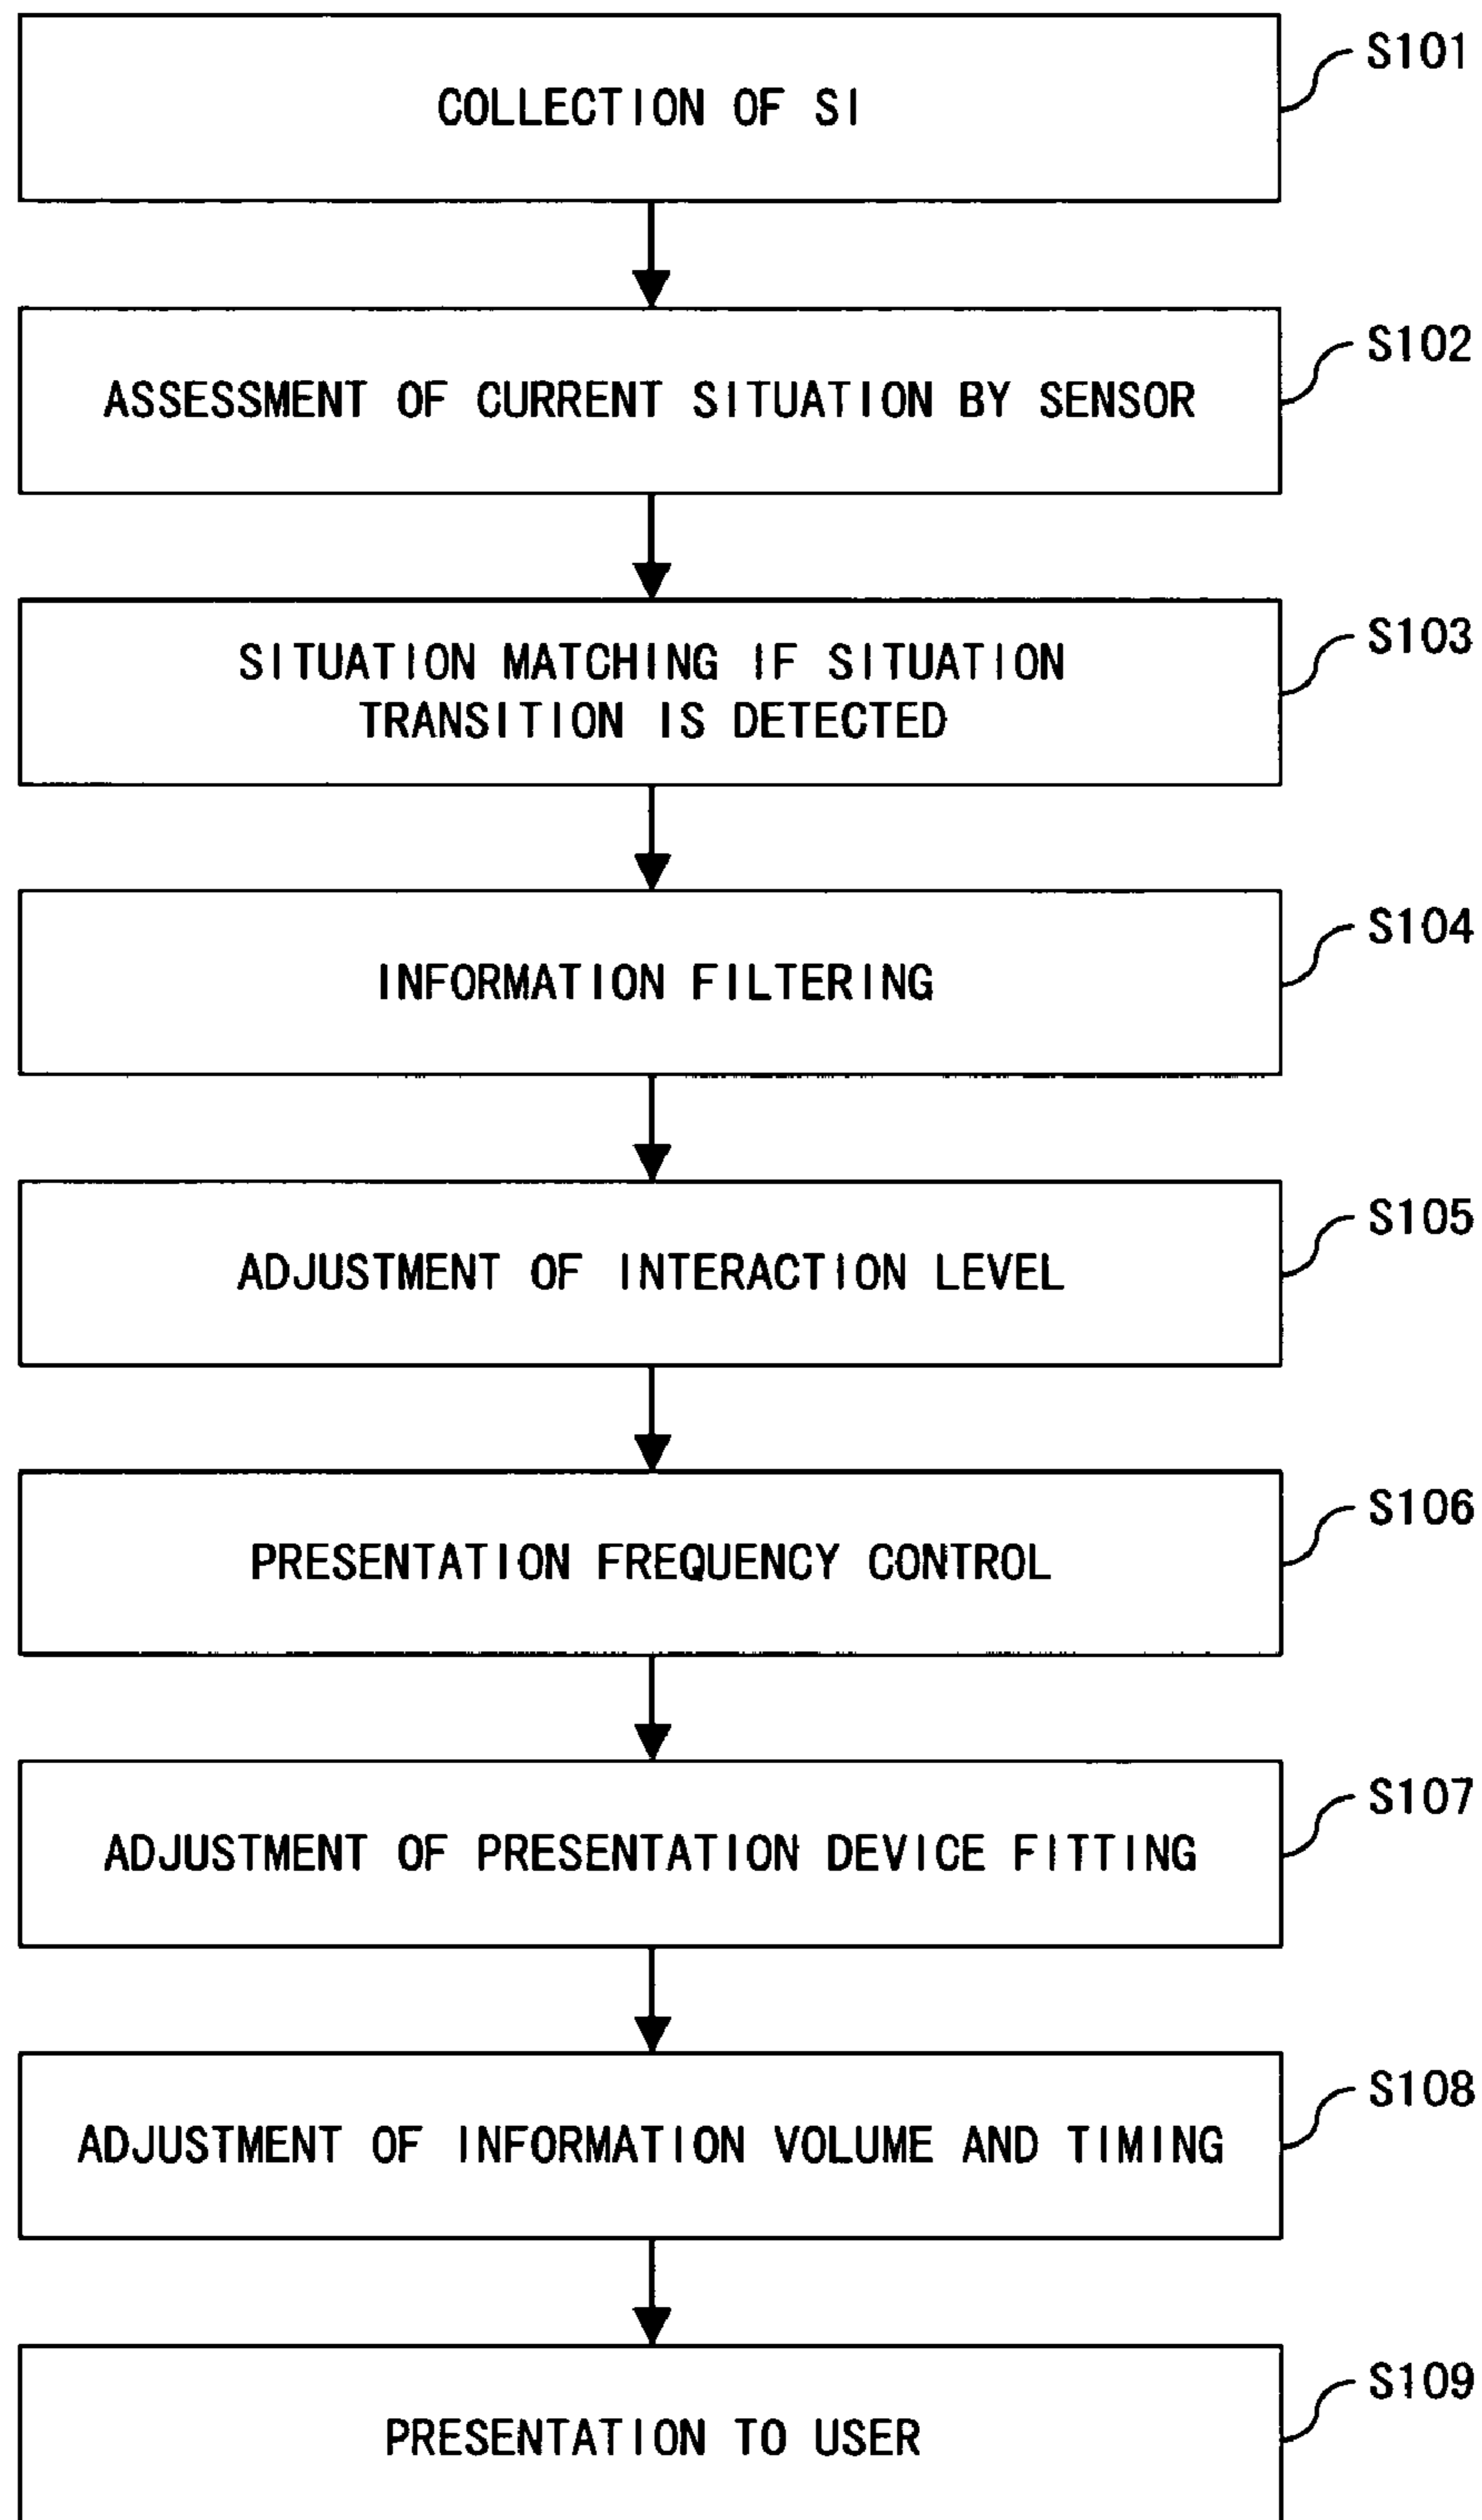 COLLECTION OF SI
S101
ASSESSMENT OF CURRENT SITUATION BY SENSOR
S102
SITUATION MATCHING IF SITUATION
TRANSITION IS DETECTED
S103
INFORMATION FILTERING
S104
ADJUSTMENT OF INTERACTION LEVEL
S105
PRESENTATION FREQUENCY CONTROL
S106
ADJUSTMENT OF PRESENTATION DEVICE FITTING
S107
ADJUSTMENT OF INFORMATION VOLUME AND TIMING
S108
PRESENTATION TO USER
S109